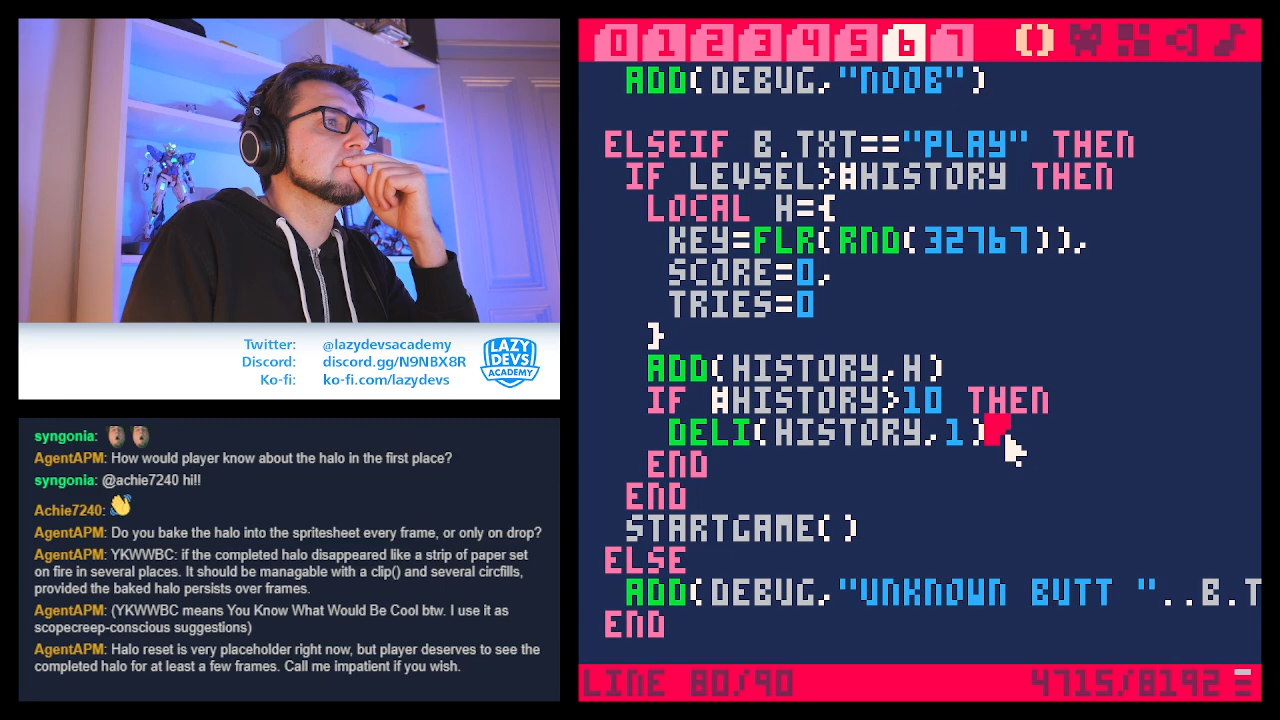 Twitter: @lazydevsacademy
Discord: discord.gg/N9NBX8R
Ko-fi: ko-fi.com/lazydevs
LAZY
DEVS
ACADEMY
syngonia:
AgentAPM: How would player know about the halo in the first place?
syngonia: @achie7240 hi!!
Achie7240:
AgentAPM: Do you bake the halo into the spritesheet every frame, or only on drop?
AgentAPM: YKWWBC: if the completed halo disappeared like a strip of paper set
on fire in several places. It should be managable with a clip() and several circfills,
provided the baked halo persists over frames.
AgentAPM: (YKWWBC means You Know What Would Be Cool btw. I use it as
scopecreep-conscious suggestions)
AgentAPM: Halo reset is very placeholder right now, but player deserves to see the
completed halo for at least a few frames. Call me impatient if you wish.
0 1 2 3 4 5 6 7 ()
ADD(DEBUG,"NOOB")
ELSEIF B.TXT=="PLAY" THEN
IF LEVSEL>#HISTORY THEN
LOCAL H={
KEY=FLR(RND(32767)),
SCORE=0,
TRIES=0
}
ADD(HISTORY,H)
IF #HISTORY>10 THEN
DELI(HISTORY,1)
END
END
STARTGAME()
ELSE
ADD(DEBUG,"UNKNOWN BUTT "..B.T
END
LINE 80/90 4715/8192